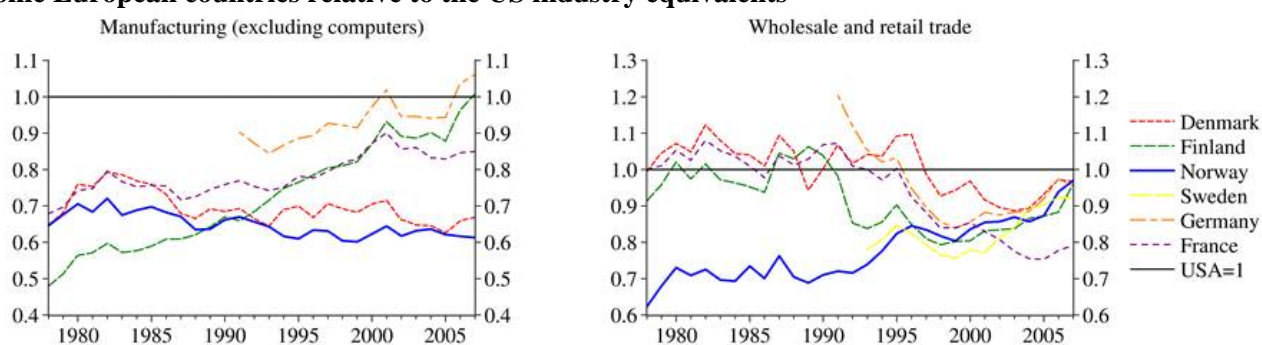 European countries relative to the US industry equivalents
Manufacturing (excluding computers)
1.1
1.0
0.9
0.8
0.7
0.6
0.5
0.4
1.1
1.0
0.9
0.8
0.7
0.6
0.5
0.4
1980 1985 1990 1995 2000 2005
Wholesale and retail trade
1.3
1.2
1.1
1.0
0.9
0.8
0.7
0.6
1.3
1.2
1.1
1.0
0.9
0.8
0.7
0.6
1980 1985 1990 1995 2000 2005
Denmark
Finland
Norway
Sweden
Germany
France
USA=1